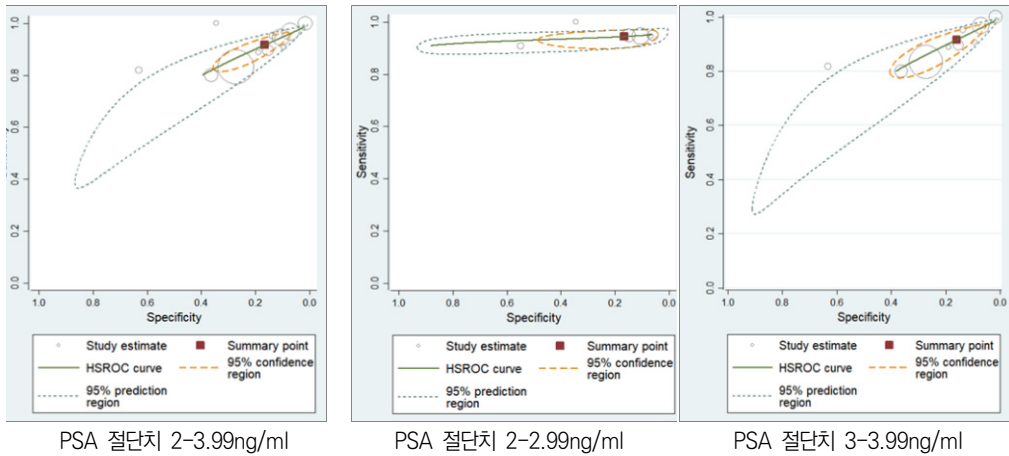 1.0
0.8
0.6
0.4
0.2
0.0
Sensitivity
1.0 0.8 0.6 0.4 0.2 0.0
Specificity
Study estimate Summary point
HSROC curve 95% confidence
region
95% prediction
region
PSA 절단치 2-3.99ng/ml
1.0
0.8
0.6
0.4
0.2
0.0
Sensitivity
1.0 0.8 0.6 0.4 0.2 0.0
Specificity
Study estimate Summary point
HSROC curve 95% confidence
region
95% prediction
region
PSA 절단치 2-2.99ng/ml
1.0
0.8
0.6
0.4
0.2
0.0
Sensitivity
1.0 0.8 0.6 0.4 0.2 0.0
Specificity
Study estimate Summary point
HSROC curve 95% confidence
region
95% prediction
region
PSA 절단치 3-3.99ng/ml